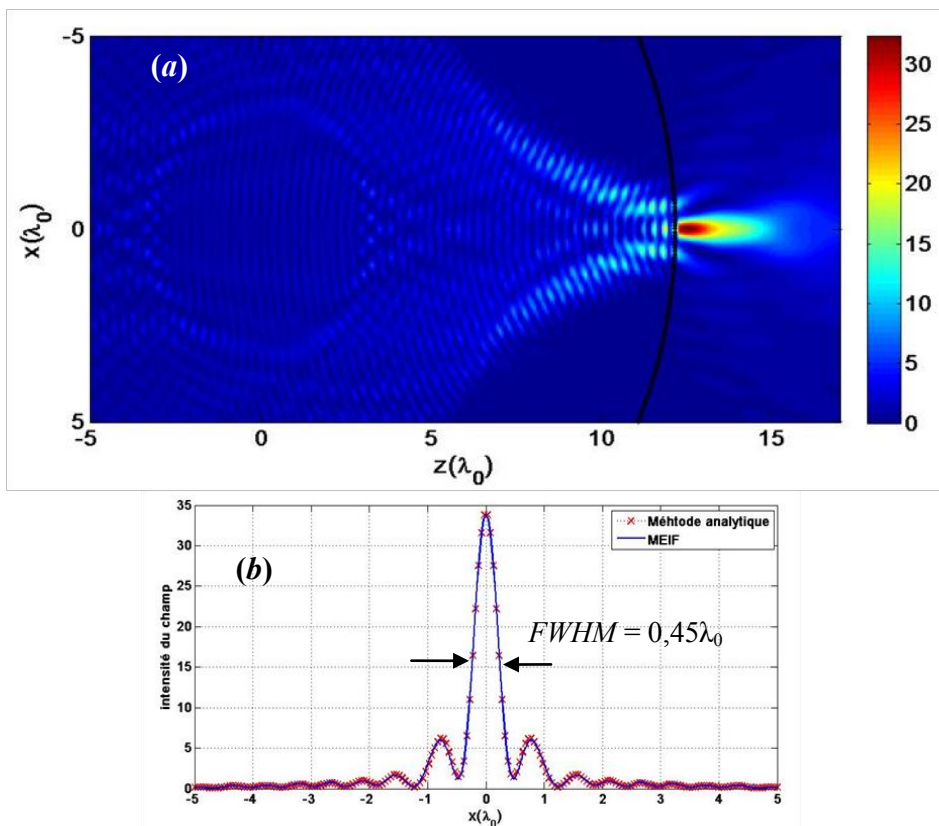 (a)
-5
0
5
x(λ0)
-5 0 5 10 15
z(λ0)
30
25
20
15
10
5
0
(b)
35
30
25
20
15
10
5
0
intensité du champ
Méhtode analytique
MEIF
FWHM = 0,45λ0
-5 -4 -3 -2 -1 0 1 2 3 4 5
x(λ0)